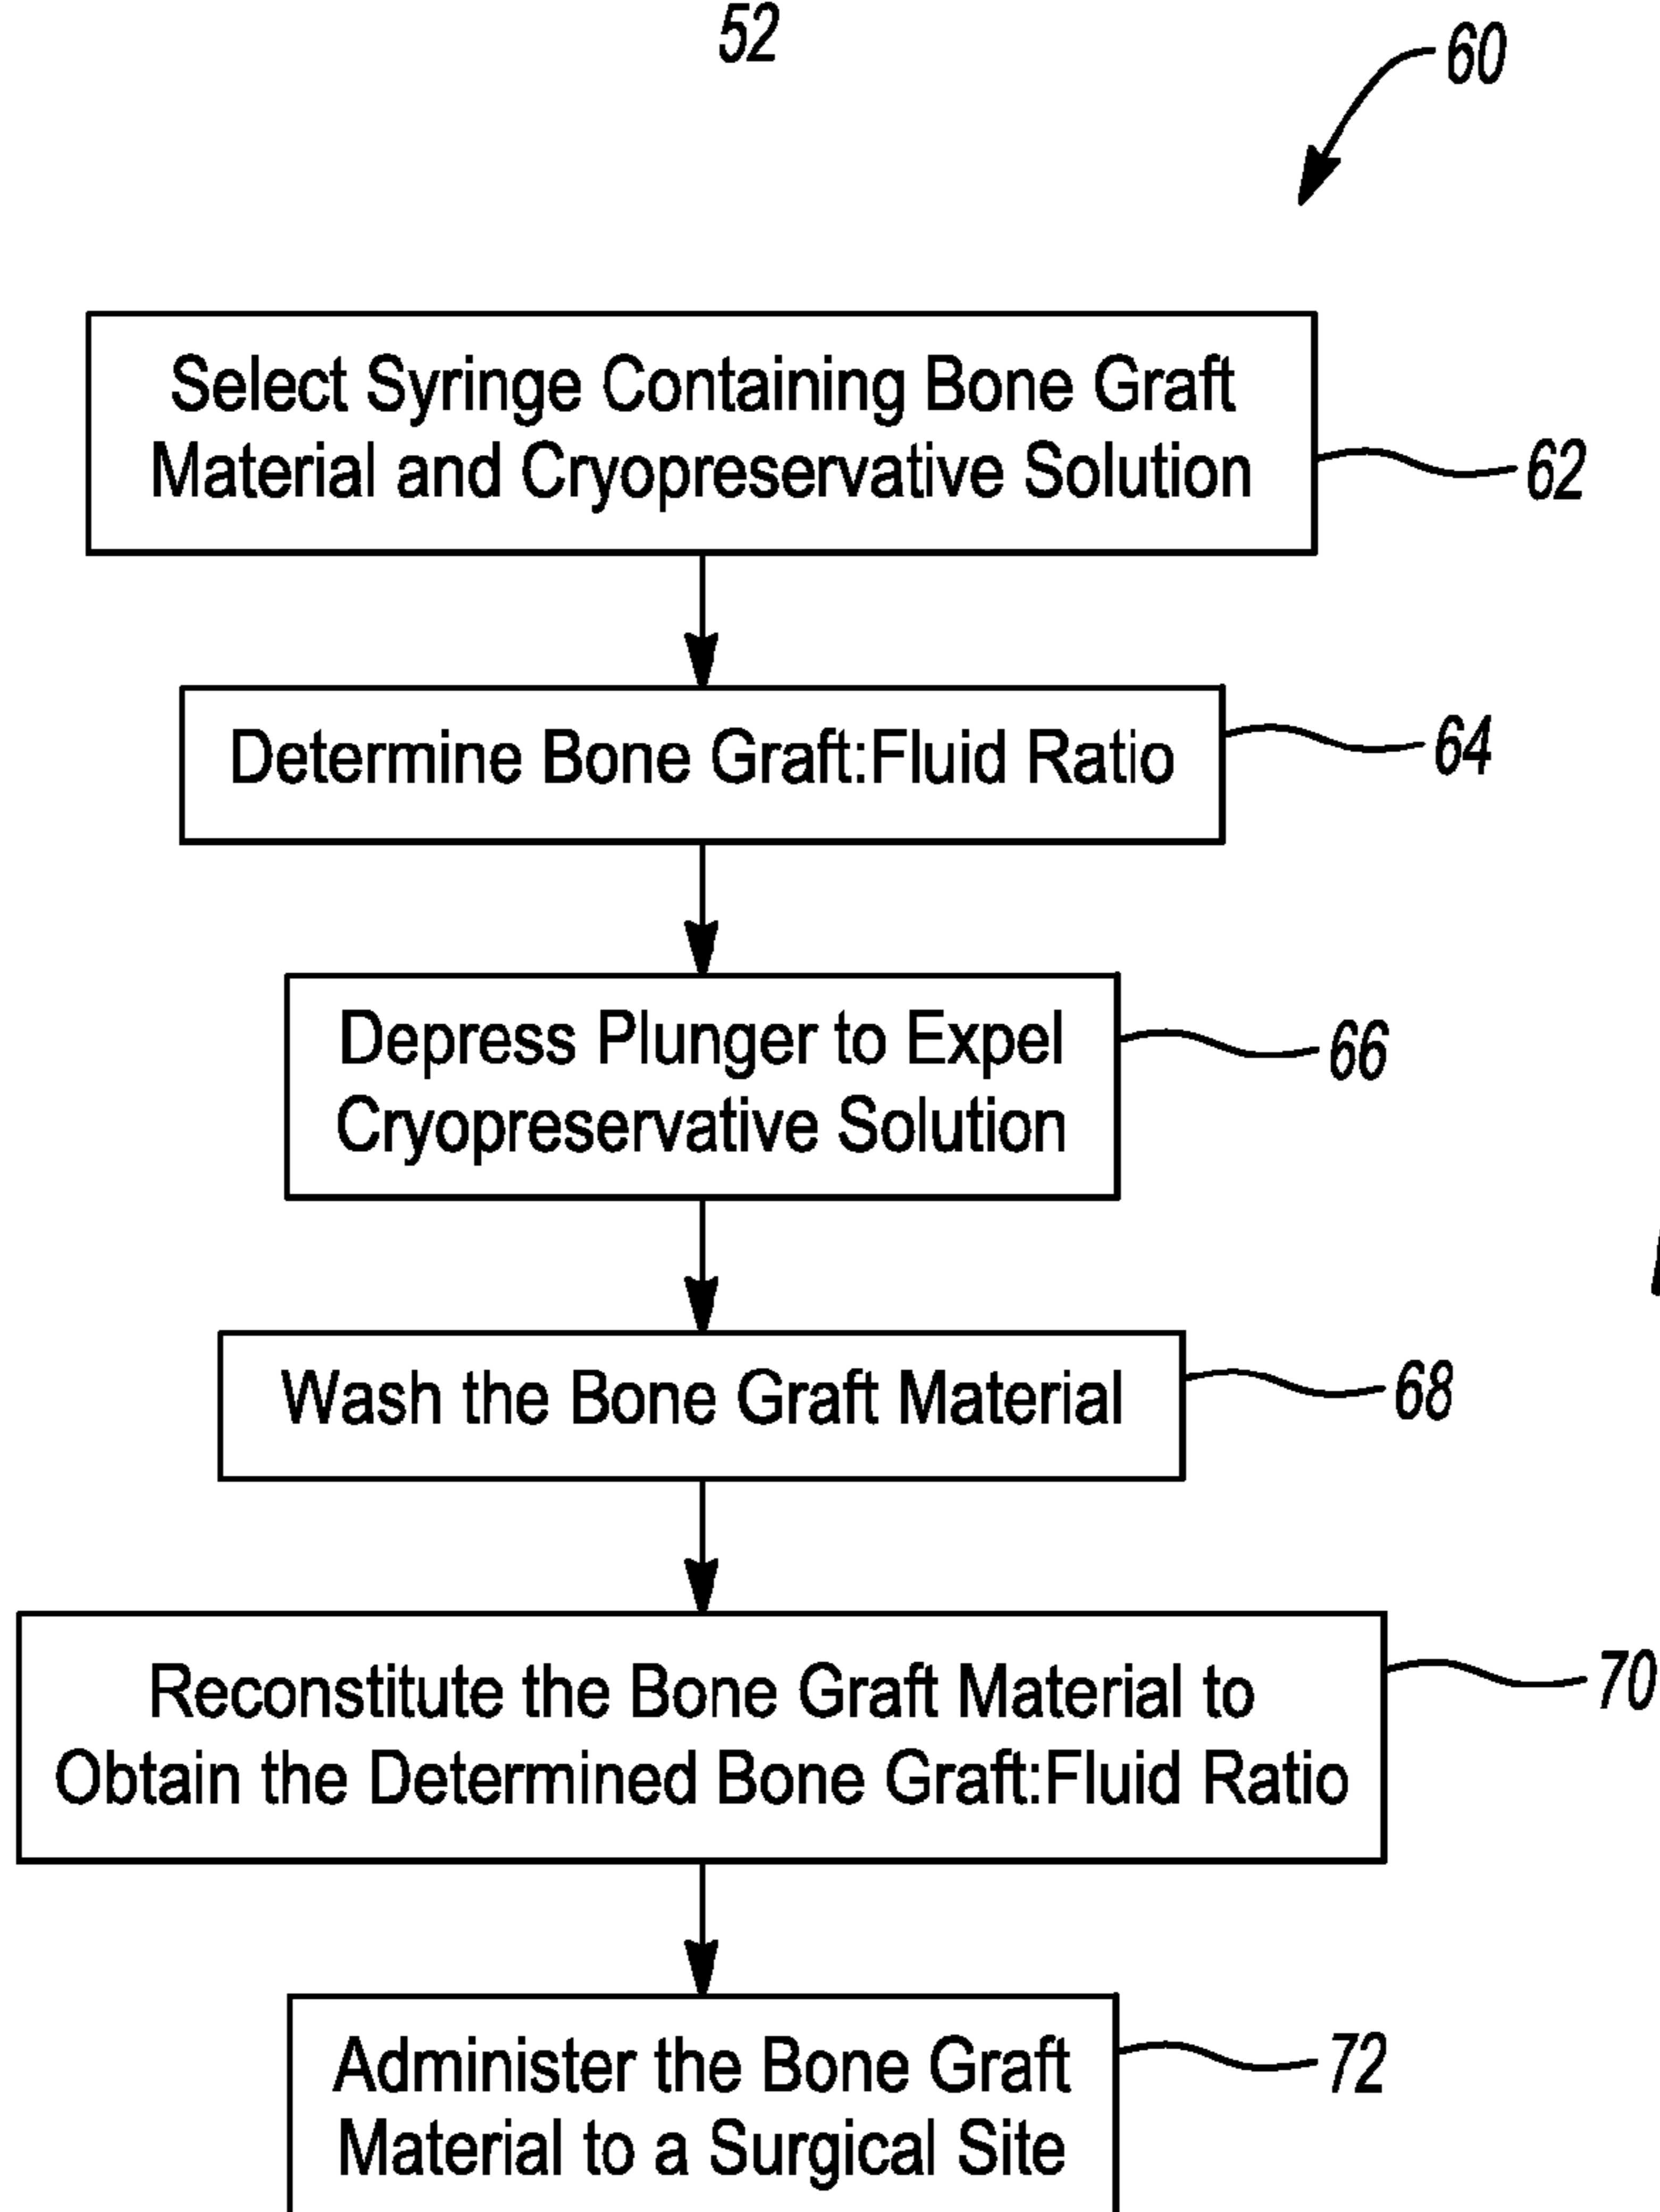 52
60
Select Syringe Containing Bone Graft
Material and Cryopreservative Solution
62
Determine Bone Graft:Fluid Ratio
64
Depress Plunger to Expel
Cryopreservative Solution
66
Wash the Bone Graft Material
68
Reconstitute the Bone Graft Material to
Obtain the Determined Bone Graft:Fluid Ratio
70
Administer the Bone Graft
Material to a Surgical Site
72